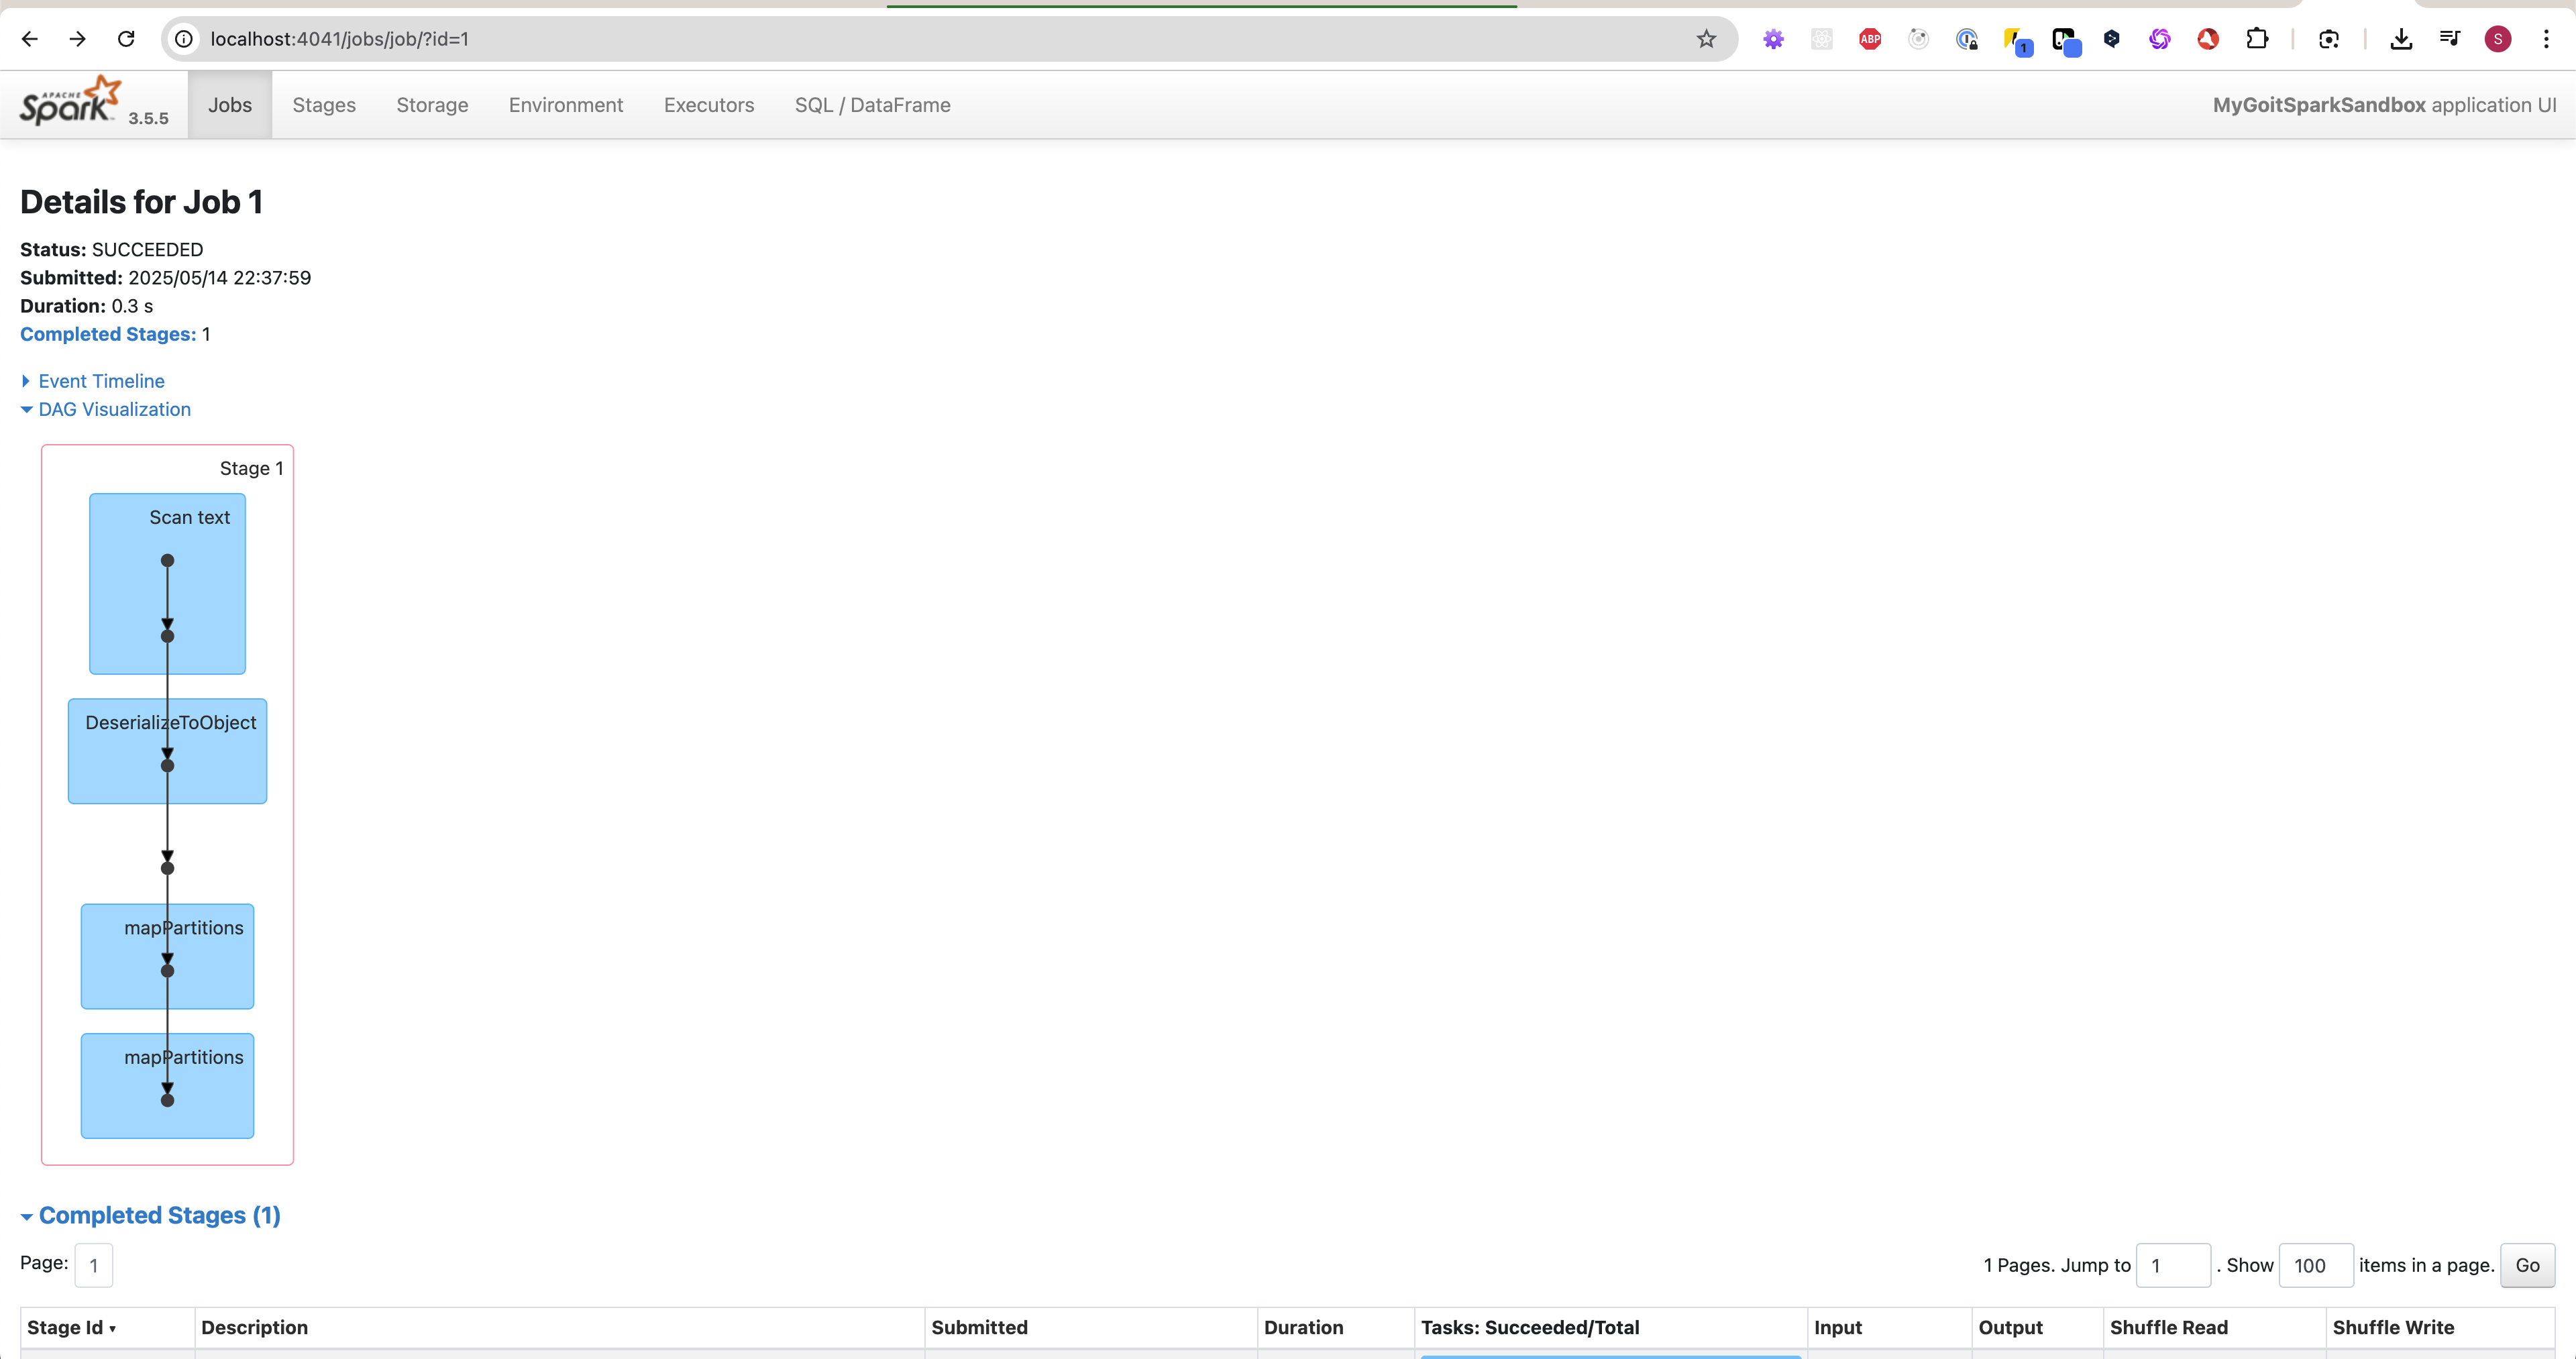 localhost:4041/jobs/job/?id=1
ABP
1
S
APACHE Spark 3.5.5 Jobs Stages Storage Environment Executors SQL / DataFrame MyGoitSparkSandbox application UI
Details for Job 1
Status: SUCCEEDED
Submitted: 2025/05/14 22:37:59
Duration: 0.3 s
Completed Stages: 1
Event Timeline
DAG Visualization
Stage 1
Scan text
DeserializeToObject
mapPartitions
mapPartitions
Completed Stages (1)
Page: 1 1 Pages. Jump to 1 . Show 100 items in a page. Go
Stage Id Description Submitted Duration Tasks: Succeeded/Total Input Output Shuffle Read Shuffle Write